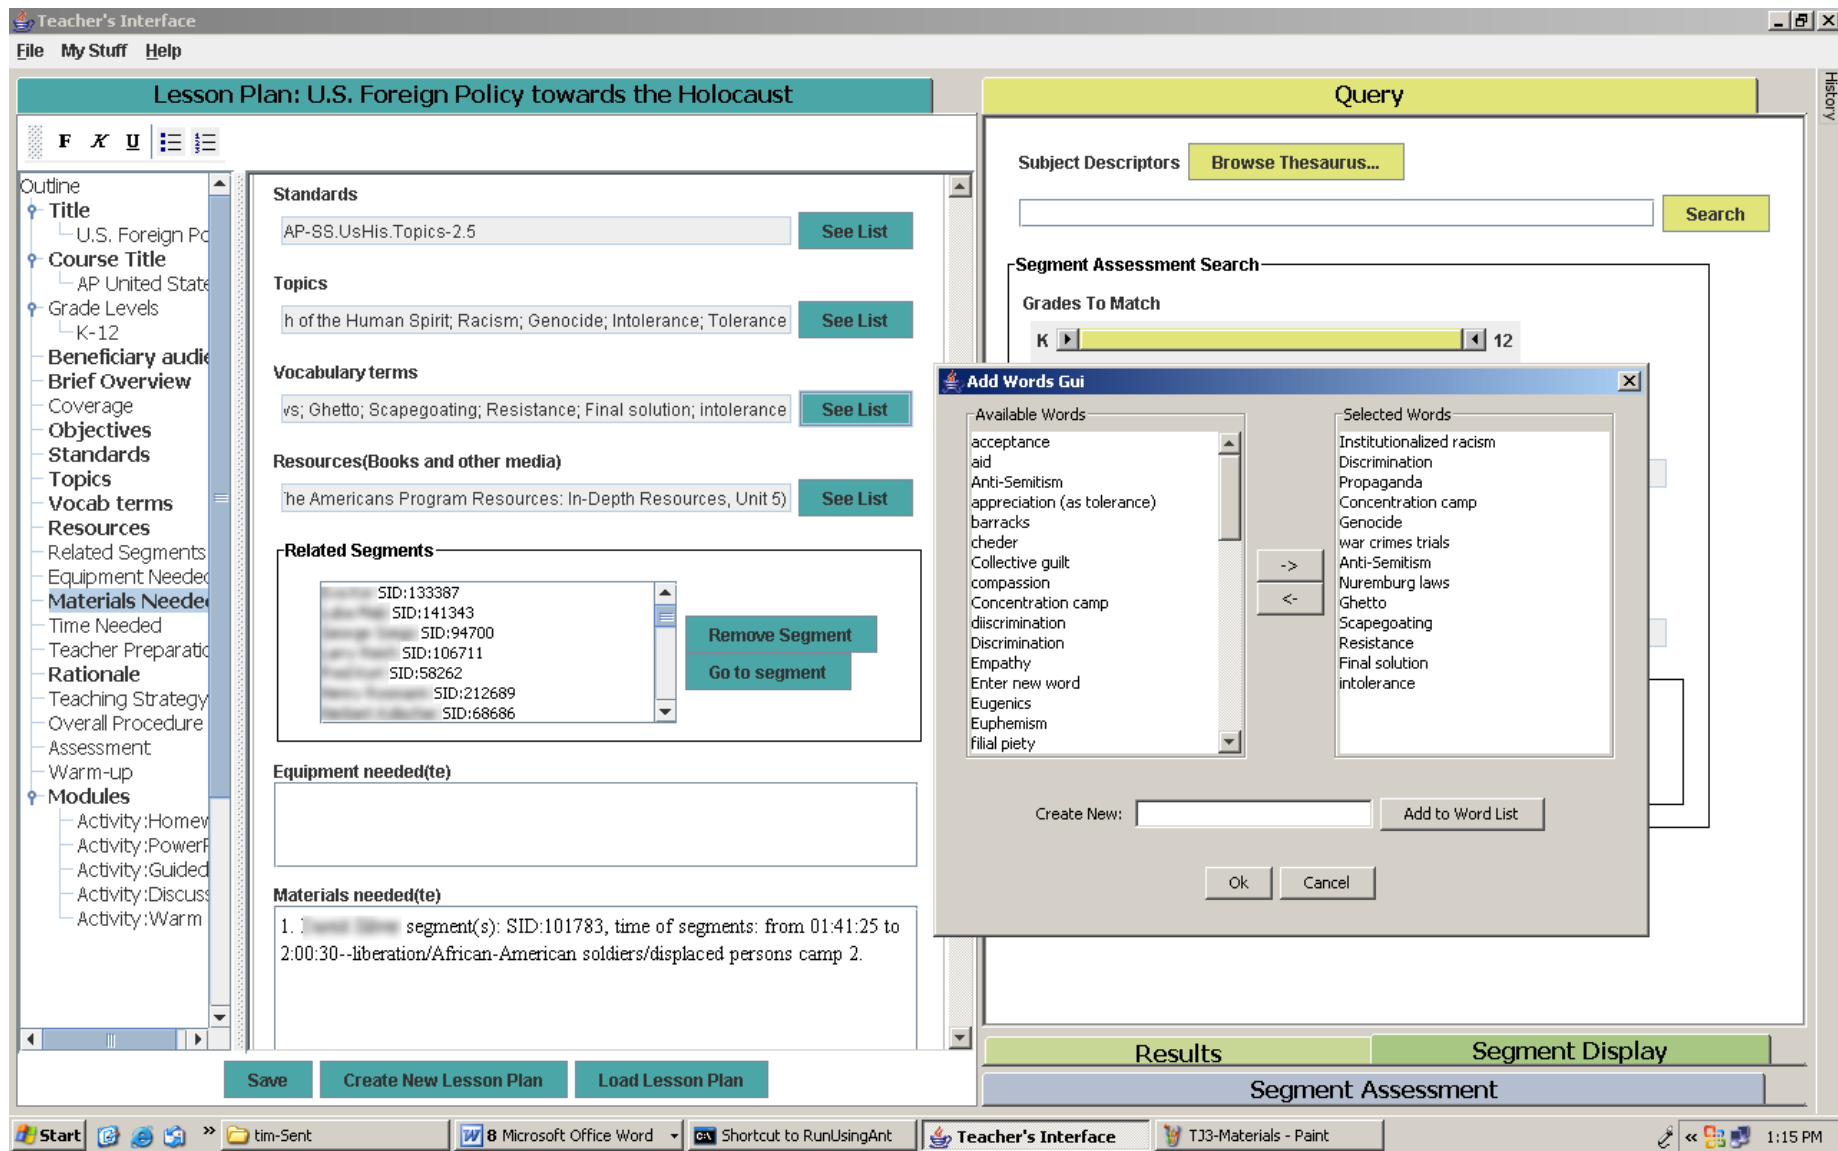 Teacher's Interface
File My Stuff Help
History
Lesson Plan: U.S. Foreign Policy towards the Holocaust
F K U
Outline
Title
U.S. Foreign Po
Course Title
AP United State
Grade Levels
K-12
Beneficiary audie
Brief Overview
Coverage
Objectives
Standards
Topics
Vocab terms
Resources
Related Segments
Equipment Needed
Materials Needed
Time Needed
Teacher Preparatio
Rationale
Teaching Strategy
Overall Procedure
Assessment
Warm-up
Modules
Activity:Homew
Activity:PowerP
Activity:Guided
Activity:Discuss
Activity:Warm
Standards
AP-SS.UsHis.Topics-2.5 See List
Topics
h of the Human Spirit; Racism; Genocide; Intolerance; Tolerance See List
Vocabulary terms
vs; Ghetto; Scapegoating; Resistance; Final solution; intolerance See List
Resources(Books and other media)
he Americans Program Resources: In-Depth Resources, Unit 5) See List
Related Segments
SID:133387
SID:141343
SID:94700
SID:106711
SID:58262
SID:212689
SID:68686
Remove Segment
Go to segment
Equipment needed(te)
Materials needed(te)
1. segment(s): SID:101783, time of segments: from 01:41:25 to
2:00:30--liberation/African-American soldiers/displaced persons camp 2.
Save Create New Lesson Plan Load Lesson Plan
Query
Subject Descriptors Browse Thesaurus...
Search
Segment Assessment Search
Grades To Match
K 12
Add Words Gui
Available Words
acceptance
aid
Anti-Semitism
appreciation (as tolerance)
barracks
cheder
Collective guilt
compassion
Concentration camp
diiscrimination
Discrimination
Empathy
Enter new word
Eugenics
Euphemism
filial piety
->
<-
Selected Words
Institutionalized racism
Discrimination
Propaganda
Concentration camp
Genocide
war crimes trials
Anti-Semitism
Nuremburg laws
Ghetto
Scapegoating
Resistance
Final solution
intolerance
Create New: Add to Word List
Ok Cancel
Results Segment Display
Segment Assessment
Start tim-Sent 8 Microsoft Office Word Shortcut to RunUsingAnt Teacher's Interface TJ3-Materials - Paint 1:15 PM